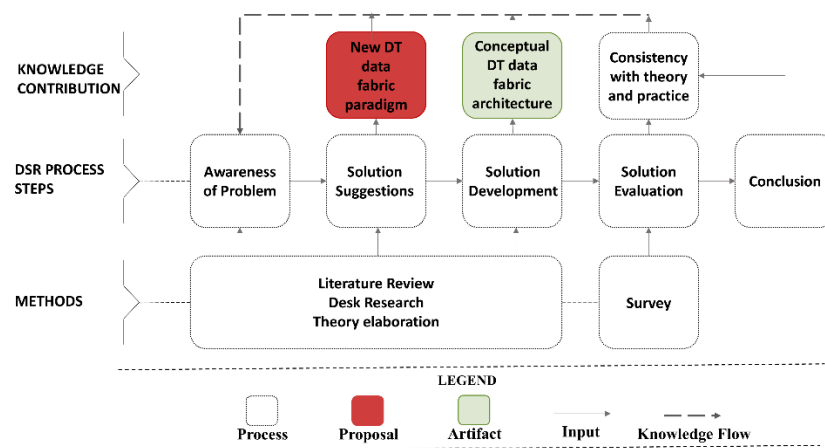 KNOWLEDGE
CONTRIBUTION
New DT
data
fabric
paradigm
Conceptual
DT data
fabric
architecture
Consistency
with theory
and practice
DSR PROCESS
STEPS
Awareness
of Problem
Solution
Suggestions
Solution
Development
Solution
Evaluation
Conclusion
METHODS
Literature Review
Desk Research
Theory elaboration
Survey
LEGEND
Process
Proposal
Artifact
Input
Knowledge Flow